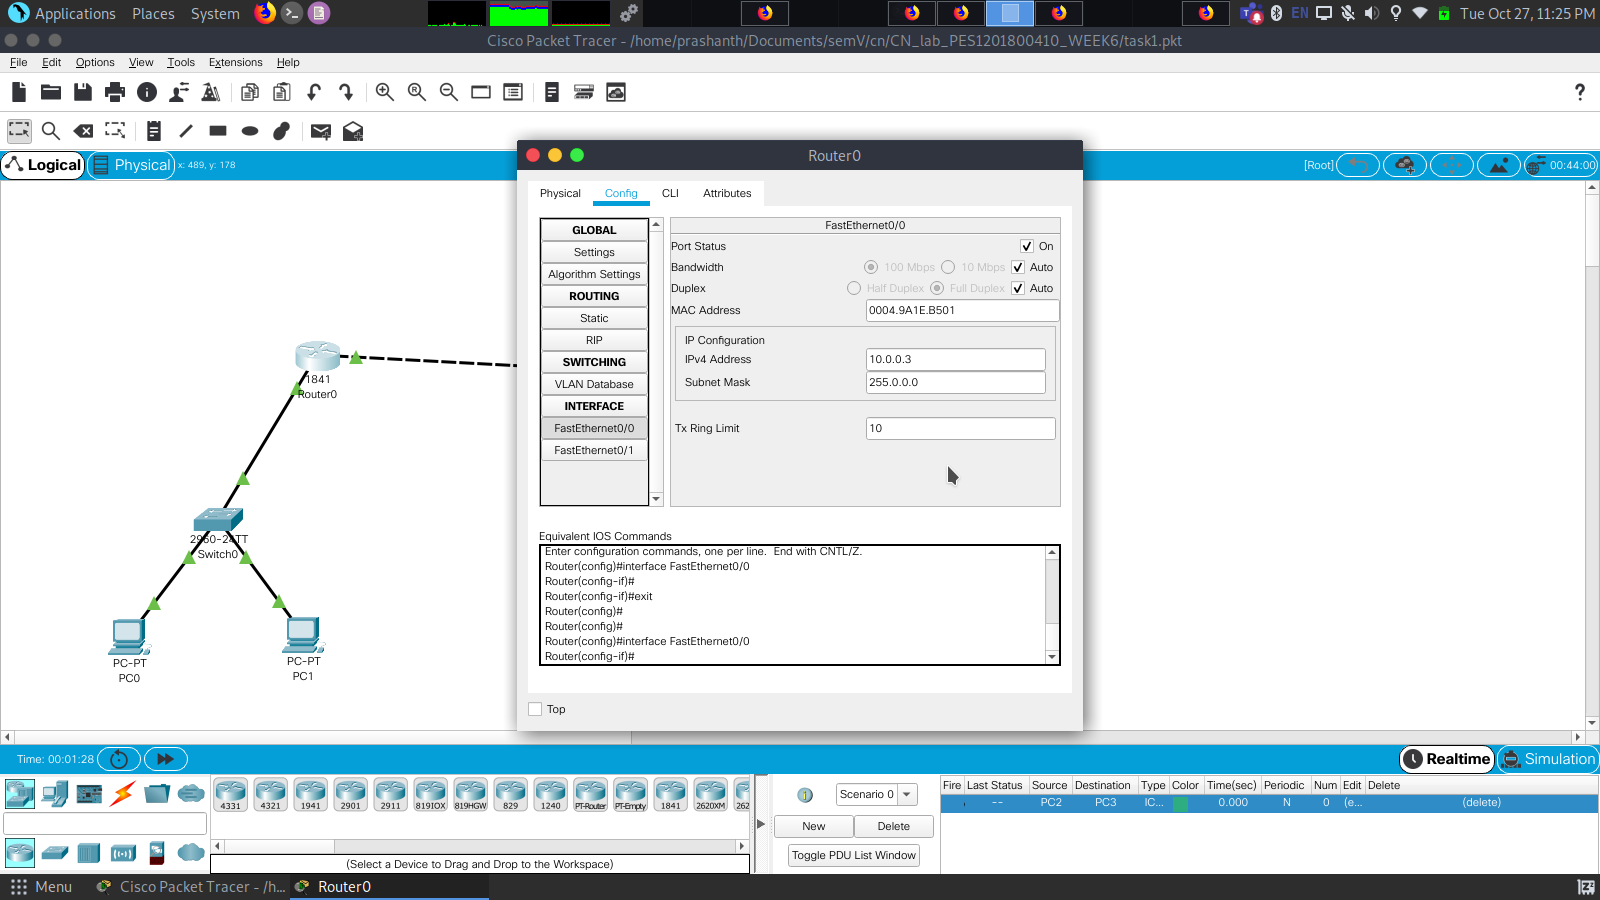 Applications Places System EN Tue Oct 27, 11:25 PM
Cisco Packet Tracer - /home/prashanth/Documents/semV/cn/CN_lab_PES1201800410_WEEK6/task1.pkt
File Edit Options View Tools Extensions Help
?
Logical Physical x: 489, y: 178 [Root] 00:44:00
Router0
Physical Config CLI Attributes
GLOBAL
Settings
Algorithm Settings
ROUTING
Static
RIP
SWITCHING
VLAN Database
INTERFACE
FastEthernet0/0
FastEthernet0/1
FastEthernet0/0
Port Status On
Bandwidth 100 Mbps 10 Mbps Auto
Duplex Half Duplex Full Duplex Auto
MAC Address 0004.9A1E.B501
IP Configuration
IPv4 Address 10.0.0.3
Subnet Mask 255.0.0.0
Tx Ring Limit 10
Equivalent IOS Commands
Enter configuration commands, one per line. End with CNTL/Z.
Router(config)#interface FastEthernet0/0
Router(config-if)#
Router(config-if)#exit
Router(config)#
Router(config)#
Router(config)#interface FastEthernet0/0
Router(config-if)#
Top
1841
Router0
2960-24TT
Switch0
PC-PT
PC0
PC-PT
PC1
Time: 00:01:28 Realtime Simulation
4331 4321 1941 2901 2911 819IOX 819HGW 829 1240 PT-Router PT-Empty 1841 2620XM 262
(Select a Device to Drag and Drop to the Workspace)
Scenario 0
New Delete
Toggle PDU List Window
Fire Last Status Source Destination Type Color Time(sec) Periodic Num Edit Delete
-- PC2 PC3 IC... 0.000 N 0 (e... (delete)
Menu Cisco Packet Tracer - /h... Router0